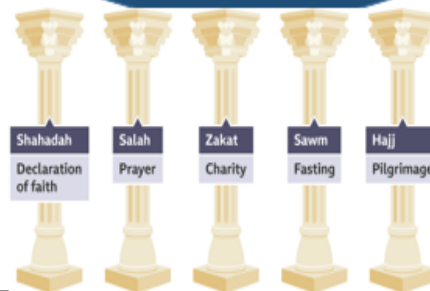 Shahadah
Declaration
of faith
Salah
Prayer
Zakat
Charity
Sawm
Fasting
Hajj
Pilgrimage